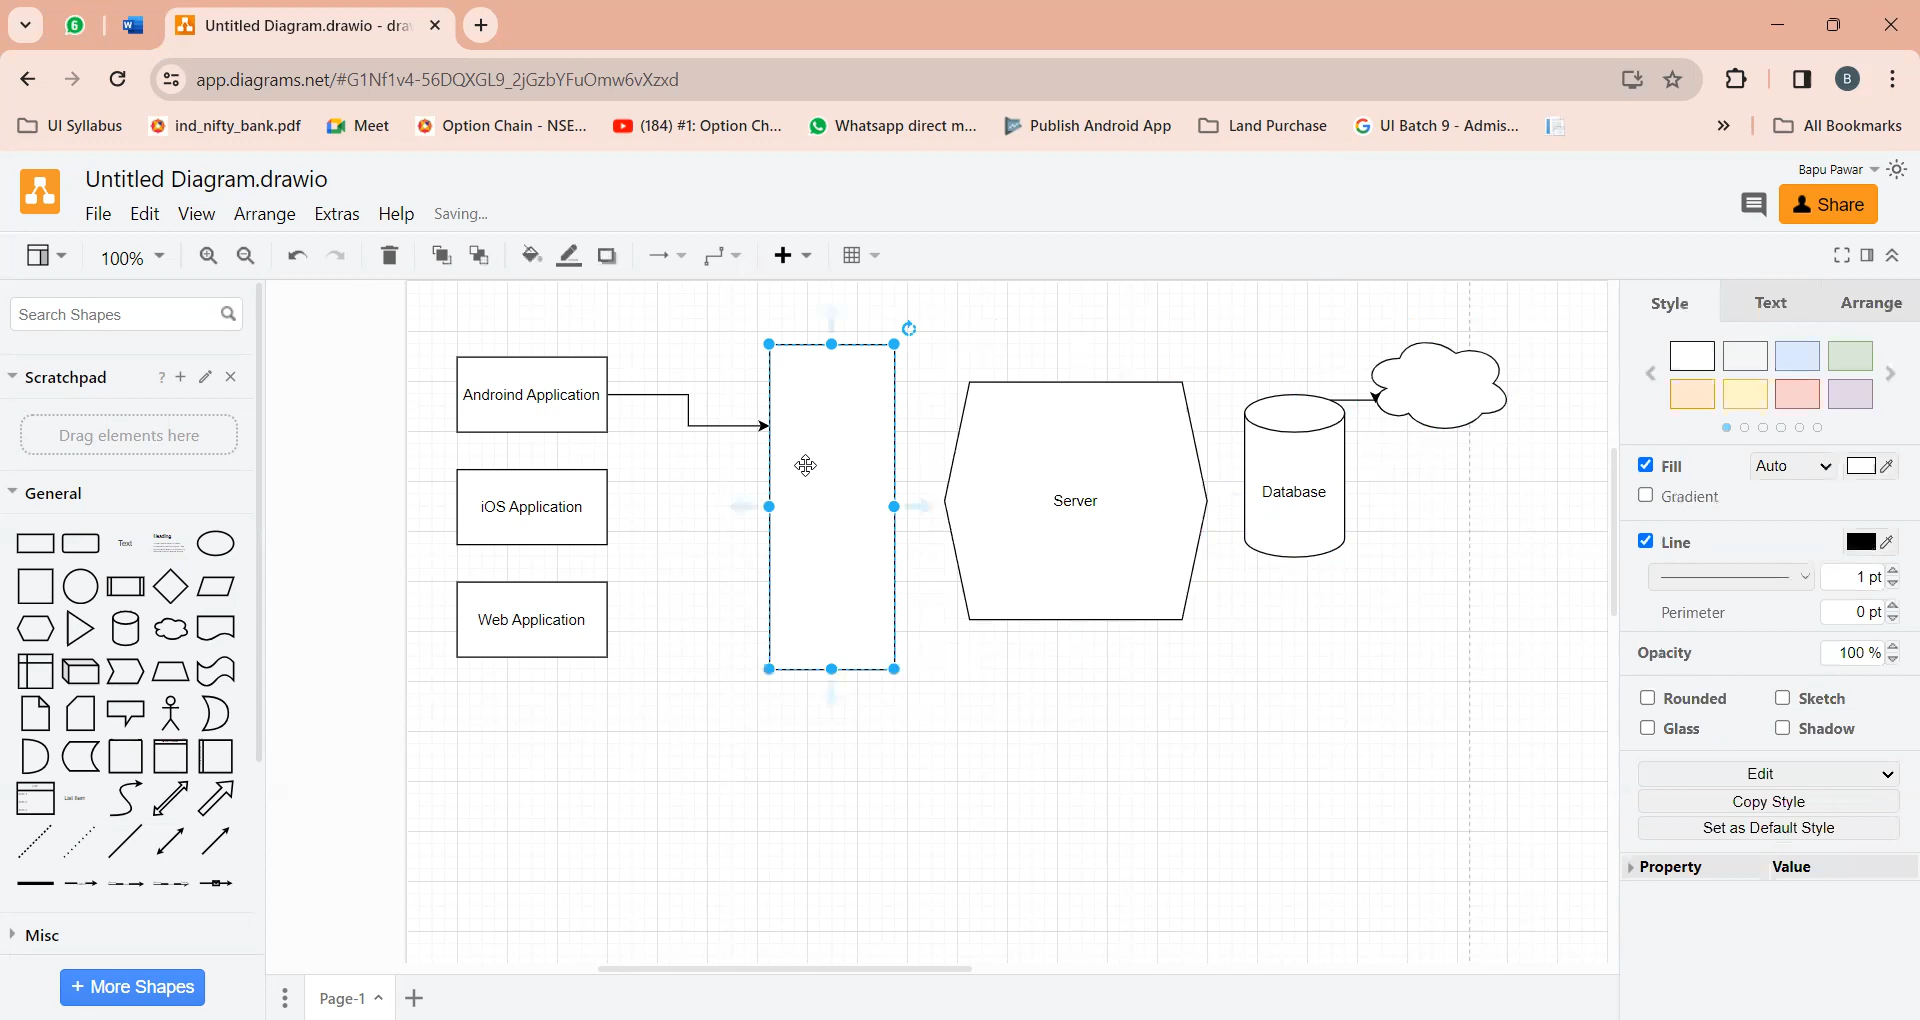 6
Untitled Diagram.drawio - dra
app.diagrams.net/#G1Nf1v4-56DQXGL9_2jGzbYFuOmw6vXzxd
B
UI Syllabus
ind_nifty_bank.pdf
Meet
Option Chain - NSE...
(184) #1: Option Ch...
Whatsapp direct m...
Publish Android App
Land Purchase
UI Batch 9 - Admis...
»
All Bookmarks
Untitled Diagram.drawio
Bapu Pawar
File Edit View Arrange Extras Help Saving...
Share
100%
Search Shapes
Style Text Arrange
Scratchpad
?
Drag elements here
General
Text
Heading
List Item
Misc
+ More Shapes
Androind Application
iOS Application
Web Application
Server
Database
Fill Auto
Gradient
Line
1 pt
Perimeter 0 pt
Opacity 100 %
Rounded Sketch
Glass Shadow
Edit
Copy Style
Set as Default Style
Property Value
Page-1